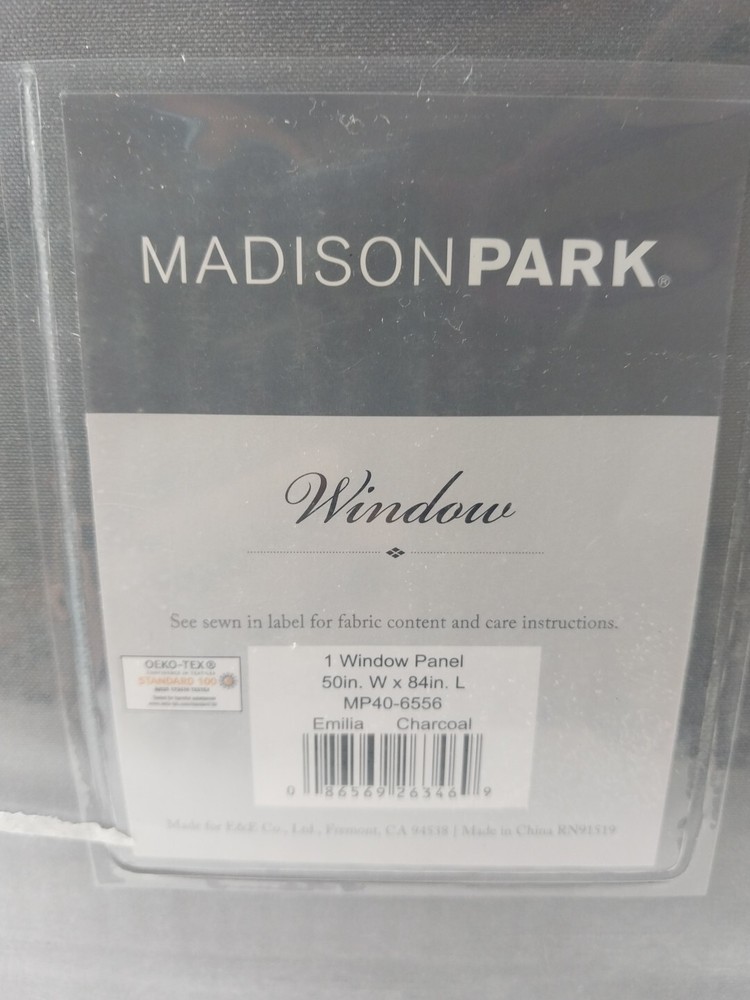 MADISONPARK®
Window
See sewn in label for fabric content and care instructions.
OEKO-TEX®
STANDARD 100
1 Window Panel
50in. W x 84in. L
MP40-6556
Emilia Charcoal
0 86569 26346 9
Made for E&E Co., Ltd., Fremont, CA 94538 | Made in China RN91519